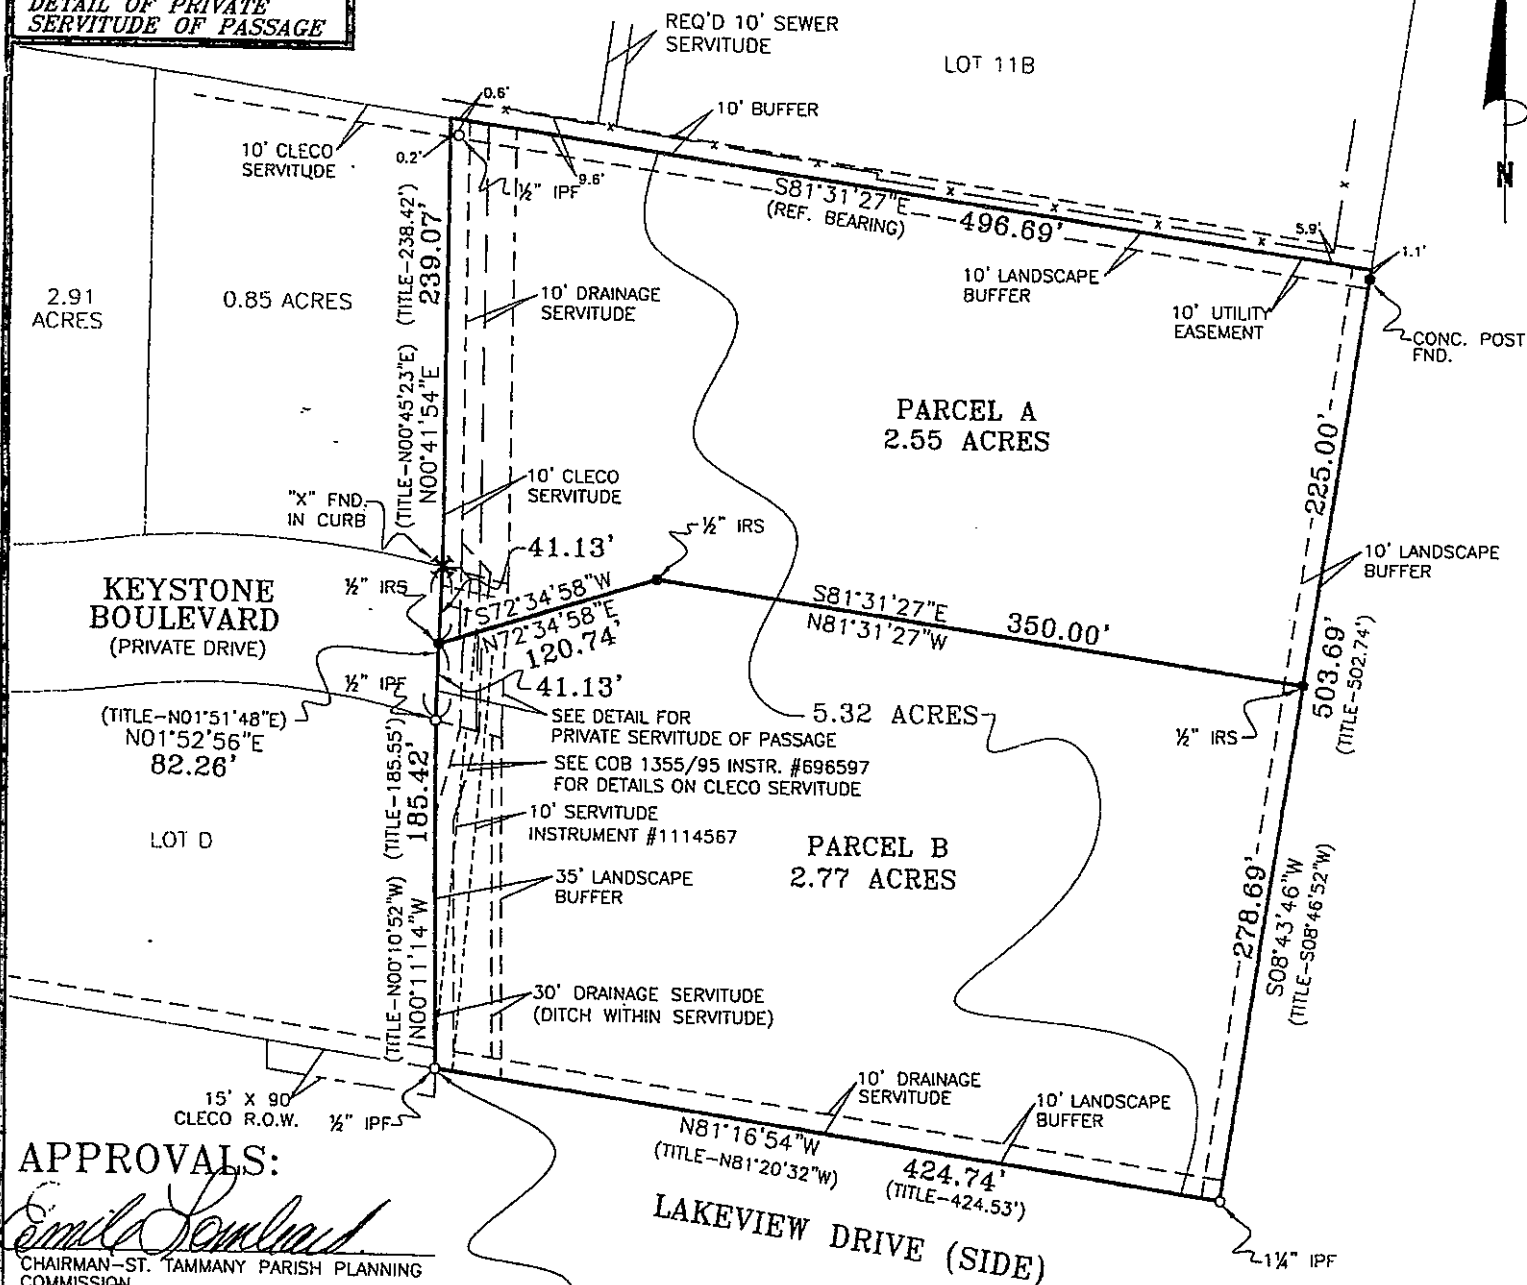 DETAIL OF PRIVATE
SERVITUDE OF PASSAGE
REQ'D 10' SEWER
SERVITUDE
LOT 11B
N
0.6'
10' BUFFER
10' CLECO
SERVITUDE
0.2'
½" IPF
9.6'
S81°31'27"E
(REF. BEARING)
496.69'
5.9'
1.1'
10' LANDSCAPE
BUFFER
10' UTILITY
EASEMENT
CONC. POST
FND.
2.91
ACRES
0.85 ACRES
(TITLE-N00°45'23"E) (TITLE-238.42')
N00°41'54"E 239.07'
10' DRAINAGE
SERVITUDE
PARCEL A
2.55 ACRES
225.00'
10' CLECO
SERVITUDE
"X" FND.
IN CURB
41.13'
½" IRS
10' LANDSCAPE
BUFFER
KEYSTONE
BOULEVARD
(PRIVATE DRIVE)
½" IRS
S72°34'58"W
N72°34'58"E
120.74'
S81°31'27"E
N81°31'27"W
350.00'
503.69'
(TITLE-502.74')
½" IPF
41.13'
(TITLE-N01°51'48"E)
N01°52'56"E
82.26'
SEE DETAIL FOR
PRIVATE SERVITUDE OF PASSAGE
5.32 ACRES
½" IRS
SEE COB 1355/95 INSTR. #696597
FOR DETAILS ON CLECO SERVITUDE
10' SERVITUDE
INSTRUMENT #1114567
LOT D
(TITLE-N00°10'52"W) (TITLE-185.55')
N00°11'14"W 185.42'
PARCEL B
2.77 ACRES
35' LANDSCAPE
BUFFER
278.69'
S08°43'46"W
(TITLE-S08°46'52"W)
30' DRAINAGE SERVITUDE
(DITCH WITHIN SERVITUDE)
15' X 90'
CLECO R.O.W.
½" IPF
10' DRAINAGE
SERVITUDE
10' LANDSCAPE
BUFFER
N81°16'54"W
(TITLE-N81°20'32"W)
424.74'
(TITLE-424.53')
LAKEVIEW DRIVE (SIDE)
1¼" IPF
APPROVALS:
Emile Lombard
CHAIRMAN-ST. TAMMANY PARISH PLANNING
COMMISSION